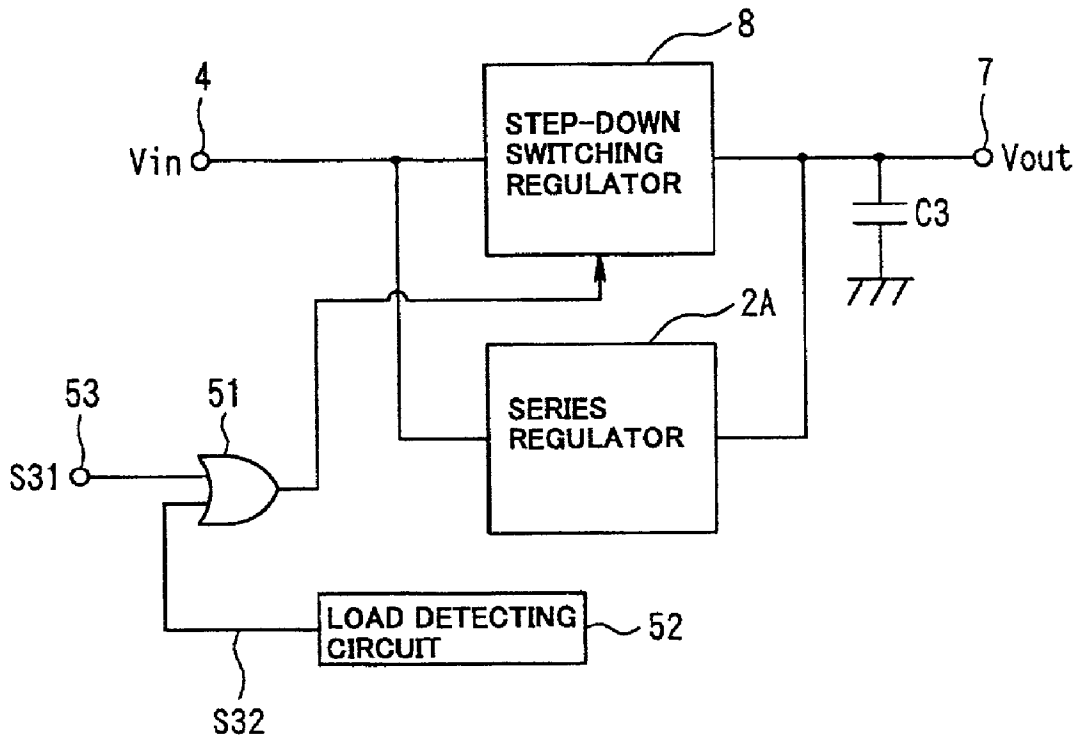 8
4
7
Vin
STEP-DOWN
SWITCHING
REGULATOR
Vout
C3
2A
53
51
SERIES
REGULATOR
S31
LOAD DETECTING
CIRCUIT
52
S32